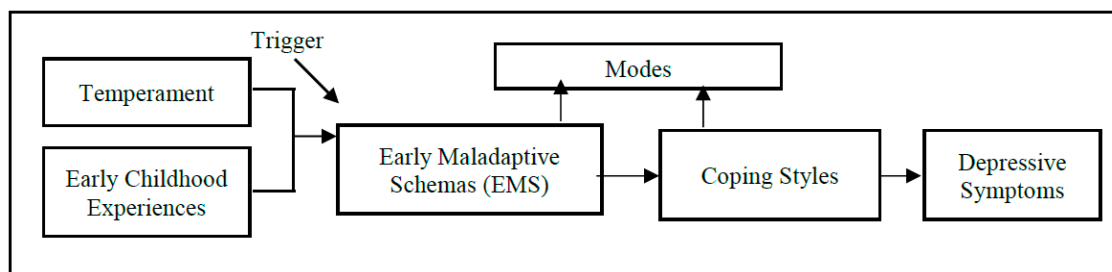 Trigger
Temperament
Early Childhood
Experiences
Modes
Early Maladaptive
Schemas (EMS)
Coping Styles
Depressive
Symptoms